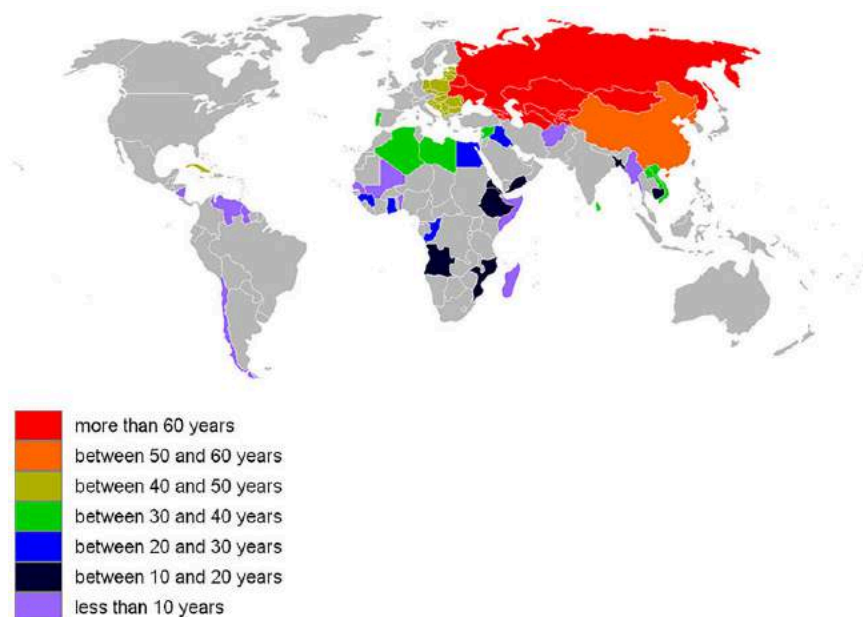 more than 60 years
between 50 and 60 years
between 40 and 50 years
between 30 and 40 years
between 20 and 30 years
between 10 and 20 years
less than 10 years